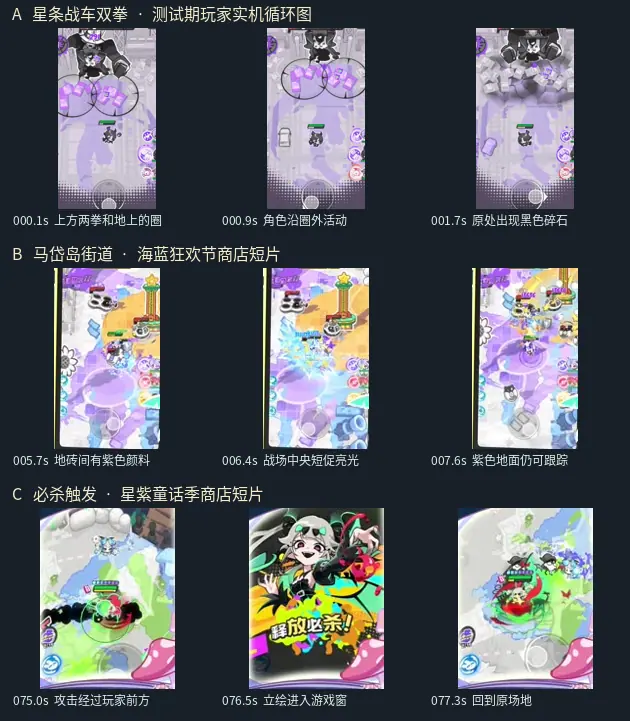 A 星条战车双拳 · 测试期玩家实机循环图
000.1s 上方两拳和地上的圈
000.9s 角色沿圈外活动
001.7s 原处出现黑色碎石
B 马岱岛街道 · 海蓝狂欢节商店短片
005.7s 地砖间有紫色颜料
006.4s 战场中央短促亮光
007.6s 紫色地面仍可跟踪
C 必杀触发 · 星紫童话季商店短片
释放必杀!
075.0s 攻击经过玩家前方
076.5s 立绘进入游戏窗
077.3s 回到原场地